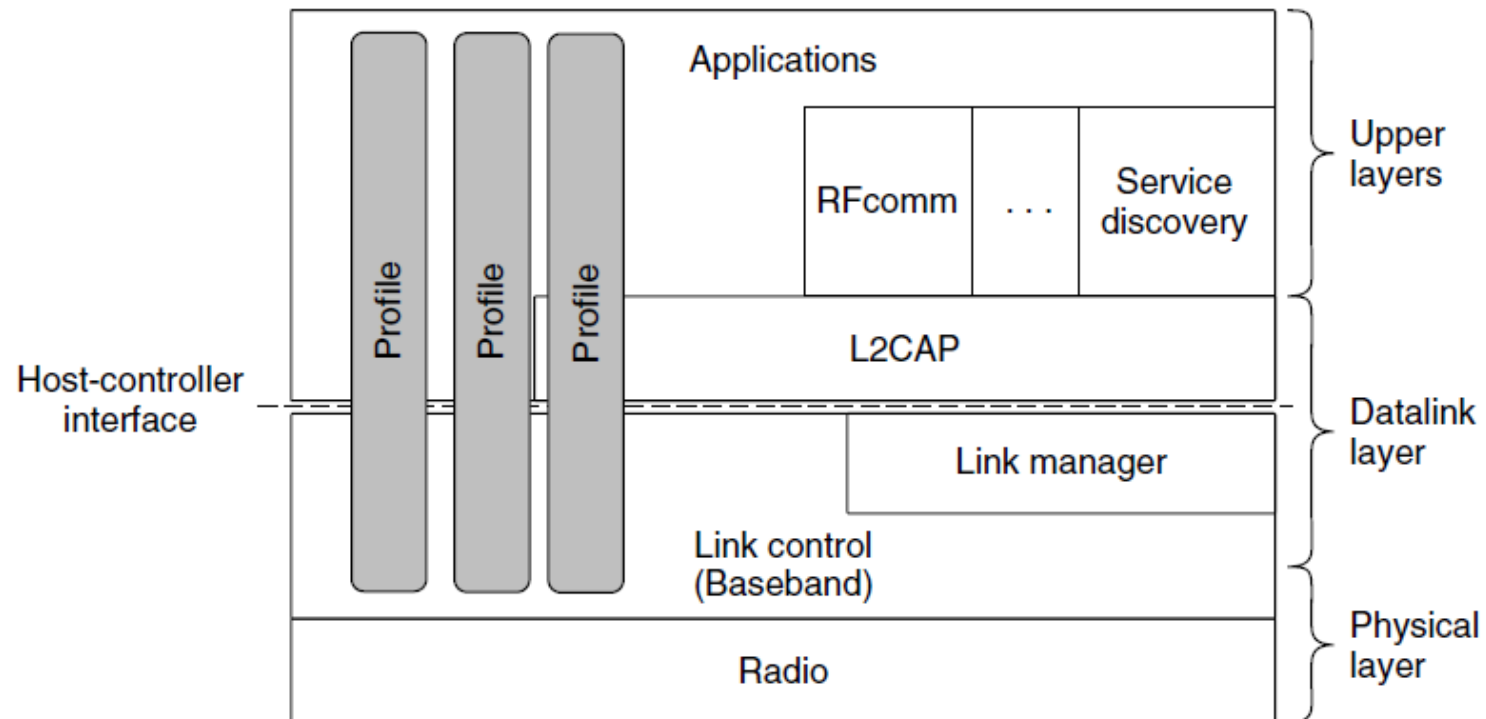 Applications
Upper
layers
RFcomm
. . .
Service
discovery
Profile
Profile
Profile
L2CAP
Host-controller
interface
Datalink
layer
Link manager
Link control
(Baseband)
Physical
layer
Radio